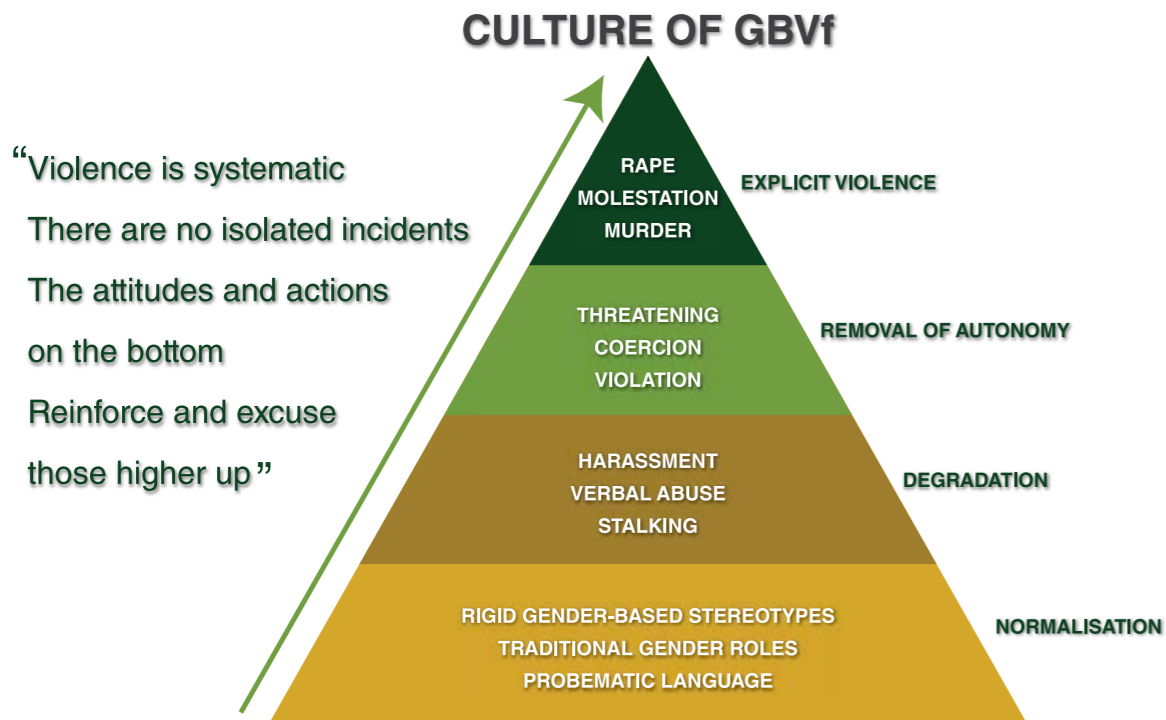 CULTURE OF GBVf
“Violence is systematic
There are no isolated incidents
The attitudes and actions
on the bottom
Reinforce and excuse
those higher up”
RAPE
MOLESTATION
MURDER
EXPLICIT VIOLENCE
THREATENING
COERCION
VIOLATION
REMOVAL OF AUTONOMY
HARASSMENT
VERBAL ABUSE
STALKING
DEGRADATION
RIGID GENDER-BASED STEREOTYPES
TRADITIONAL GENDER ROLES
PROBEMATIC LANGUAGE
NORMALISATION